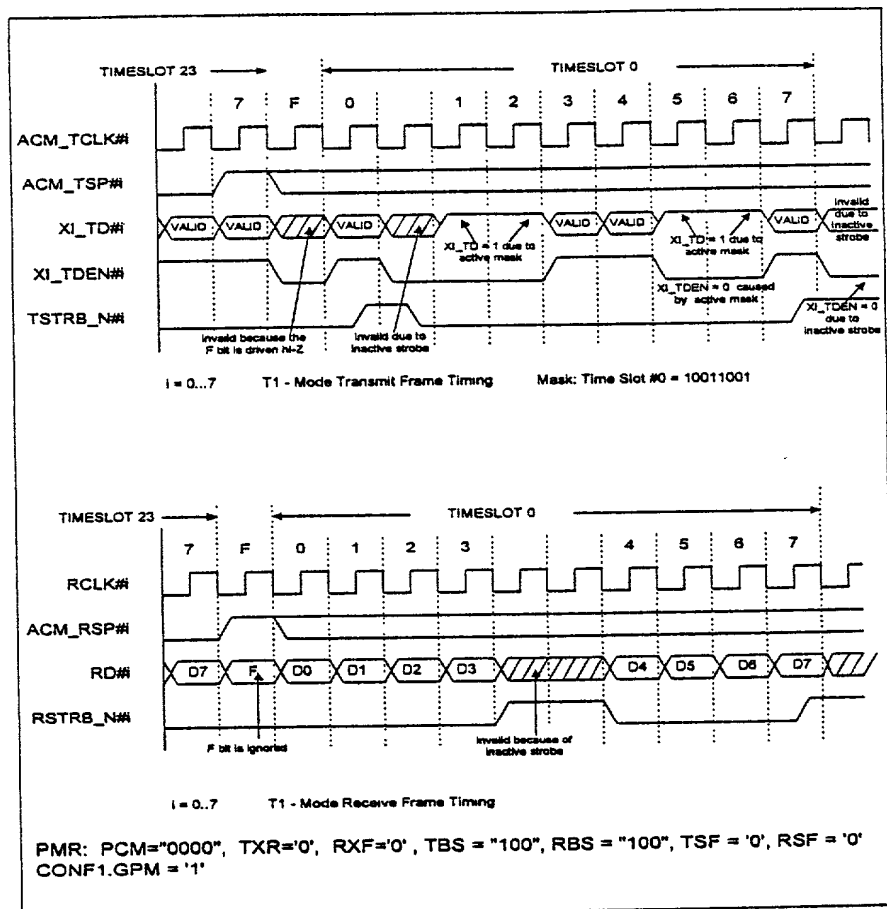 TIMESLOT 23
TIMESLOT 0
7 F 0 1 2 3 4 5 6 7
ACM_TCLK#i
ACM_TSP#i
XI_TD#i
VALID VALID VALID VALID VALID VALID
XI_TD = 1 due to active mask
XI_TD = 1 due to active mask
invalid due to inactive strobe
XI_TDEN#i
XI_TDEN = 0 caused by active mask
XI_TDEN = 0 due to inactive strobe
TSTRB_N#i
invalid because the F bit is driven hi-Z
invalid due to inactive strobe
i = 0...7 T1 - Mode Transmit Frame Timing Mask: Time Slot #0 = 10011001
TIMESLOT 23
TIMESLOT 0
7 F 0 1 2 3 4 5 6 7
RCLK#i
ACM_RSP#i
RD#i
D7 F D0 D1 D2 D3 D4 D5 D6 D7
RSTRB_N#i
F bit is ignored
invalid because of inactive strobe
i = 0..7 T1 - Mode Receive Frame Timing
PMR: PCM="0000", TXR='0', RXF='0' , TBS = "100", RBS = "100", TSF = '0', RSF = '0'
CONF1.GPM = '1'